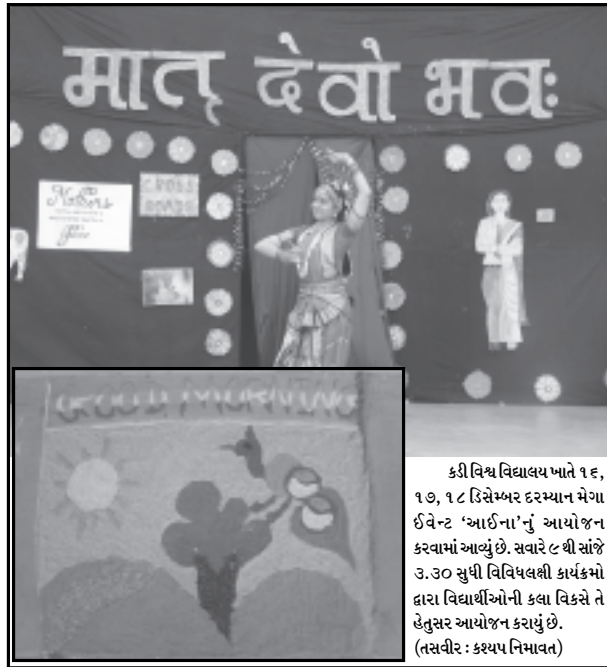 मातृ देवो भवः
CROSS
ROADS
GOOD MORNING
કડી વિશ્વ વિદ્યાલય ખાતે ૧૬,
૧૭, ૧૮ ડિસેમ્બર દરમ્યાન મેગા
ઈવેન્ટ ‘આઈના’નું આયોજન
કરવામાં આવ્યું છે. સવારે ૯ થી સાંજે
૩.૩૦ સુધી વિવિધલક્ષી કાર્યક્રમો
દ્વારા વિદ્યાર્થીઓની કલા વિકસે તે
હેતુસર આયોજન કરાયું છે.
(તસવીર : કશ્યપ નિમાવત)